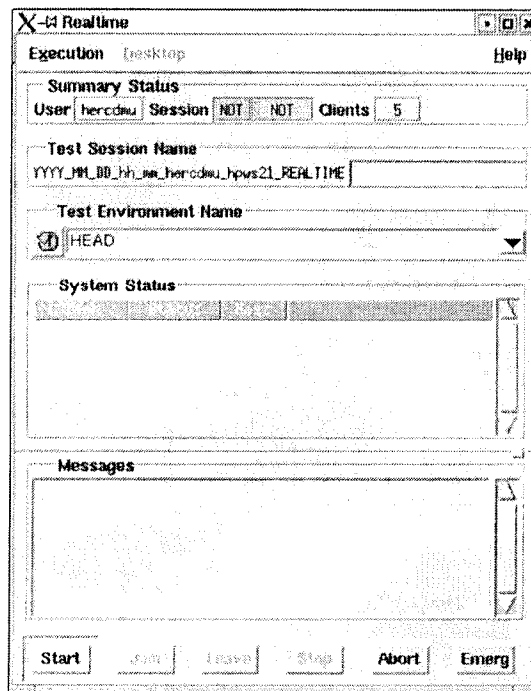 Realtime
Execution Desktop Help
Summary Status
User hercdmu Session NOT NOT Clients 5
Test Session Name
YYYY_MM_DD_hh_mm_hercdmu_hpws21_REALTIME
Test Environment Name
HEAD
System Status
Messages
Start Join Leave Stop Abort Emerg